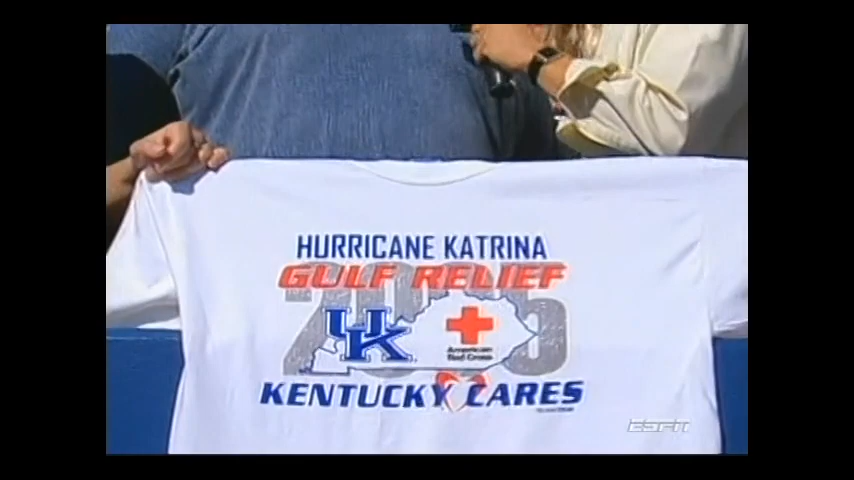 HURRICANE KATRINA
GULF RELIEF
2005
UK
American
Red Cross
KENTUCKY CARES
ESPN